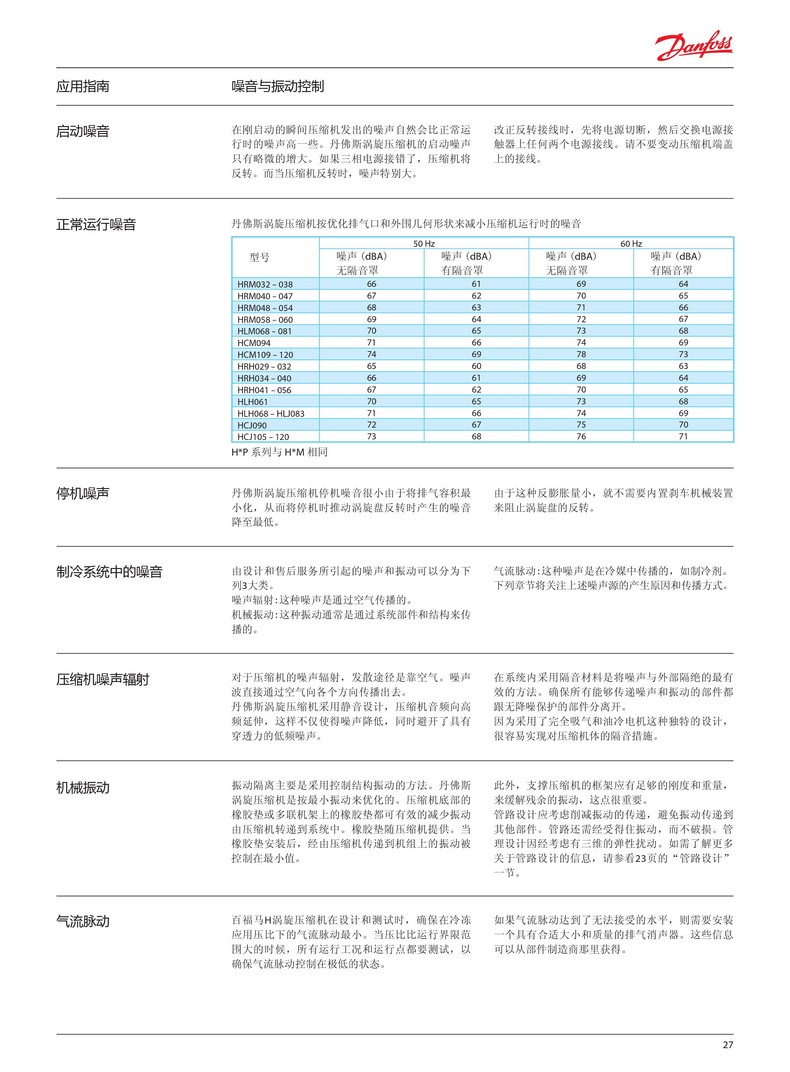 Danfoss
应用指南
噪音与振动控制
启动噪音
在刚启动的瞬间压缩机发出的噪声自然会比正常运
行时的噪声高一些。丹佛斯涡旋压缩机的启动噪声
只有略微的增大。如果三相电源接错了，压缩机将
反转。而当压缩机反转时，噪声特别大。
改正反转接线时，先将电源切断，然后交换电源接
触器上任何两个电源接线。请不要变动压缩机端盖
上的接线。
正常运行噪音
丹佛斯涡旋压缩机按优化排气口和外围几何形状来减小压缩机运行时的噪音
50 Hz 60 Hz
型号 噪声（dBA） 噪声（dBA） 噪声（dBA） 噪声（dBA）
无隔音罩 有隔音罩 无隔音罩 有隔音罩
HRM032 – 038 66 61 69 64
HRM040 – 047 67 62 70 65
HRM048 – 054 68 63 71 66
HRM058 – 060 69 64 72 67
HLM068 – 081 70 65 73 68
HCM094 71 66 74 69
HCM109 – 120 74 69 78 73
HRH029 – 032 65 60 68 63
HRH034 – 040 66 61 69 64
HRH041 – 056 67 62 70 65
HLH061 70 65 73 68
HLH068 – HLJ083 71 66 74 69
HCJ090 72 67 75 70
HCJ105 – 120 73 68 76 71
H*P 系列与 H*M 相同
停机噪声
丹佛斯涡旋压缩机停机噪音很小由于将排气容积最
小化，从而将停机时推动涡旋盘反转时产生的噪音
降至最低。
由于这种反膨胀量小，就不需要内置刹车机械装置
来阻止涡旋盘的反转。
制冷系统中的噪音
由设计和售后服务所引起的噪声和振动可以分为下
列3大类。
噪声辐射:这种噪声是通过空气传播的。
机械振动:这种振动通常是通过系统部件和结构来传
播的。
气流脉动:这种噪声是在冷媒中传播的，如制冷剂。
下列章节将关注上述噪声源的产生原因和传播方式。
压缩机噪声辐射
对于压缩机的噪声辐射，发散途径是靠空气。噪声
波直接通过空气向各个方向传播出去。
丹佛斯涡旋压缩机采用静音设计，压缩机音频向高
频延伸，这样不仅使得噪声降低，同时避开了具有
穿透力的低频噪声。
在系统内采用隔音材料是将噪声与外部隔绝的最有
效的方法。确保所有能够传递噪声和振动的部件都
跟无降噪保护的部件分离开。
因为采用了完全吸气和油冷电机这种独特的设计，
很容易实现对压缩机体的隔音措施。
机械振动
振动隔离主要是采用控制结构振动的方法。丹佛斯
涡旋压缩机是按最小振动来优化的。压缩机底部的
橡胶垫或多联机架上的橡胶垫都可有效的减少振动
由压缩机转递到系统中。橡胶垫随压缩机提供。当
橡胶垫安装后，经由压缩机传递到机组上的振动被
控制在最小值。
此外，支撑压缩机的框架应有足够的刚度和重量，
来缓解残余的振动，这点很重要。
管路设计应考虑削减振动的传递，避免振动传递到
其他部件。管路还需经受得住振动，而不破损。管
理设计因经考虑有三维的弹性扰动。如需了解更多
关于管路设计的信息，请参看23页的“管路设计”
一节。
气流脉动
百福马H涡旋压缩机在设计和测试时，确保在冷冻
应用压比下的气流脉动最小。当压比比运行界限范
围大的时候，所有运行工况和运行点都要测试，以
确保气流脉动控制在极低的状态。
如果气流脉动达到了无法接受的水平，则需要安装
一个具有合适大小和质量的排气消声器。这些信息
可以从部件制造商那里获得。
27